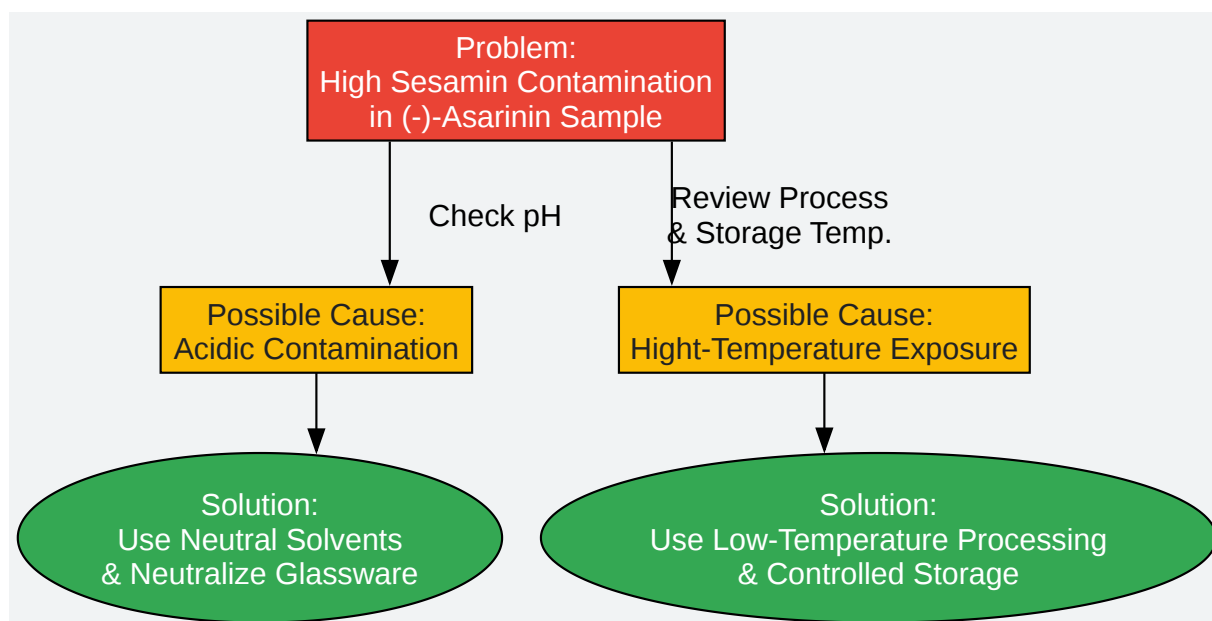 Problem:
High Sesamin Contamination
in (-)-Asarinin Sample
Check pH
Review Process
& Storage Temp.
Possible Cause:
Acidic Contamination
Possible Cause:
Hight-Temperature Exposure
Solution:
Use Neutral Solvents
& Neutralize Glassware
Solution:
Use Low-Temperature Processing
& Controlled Storage